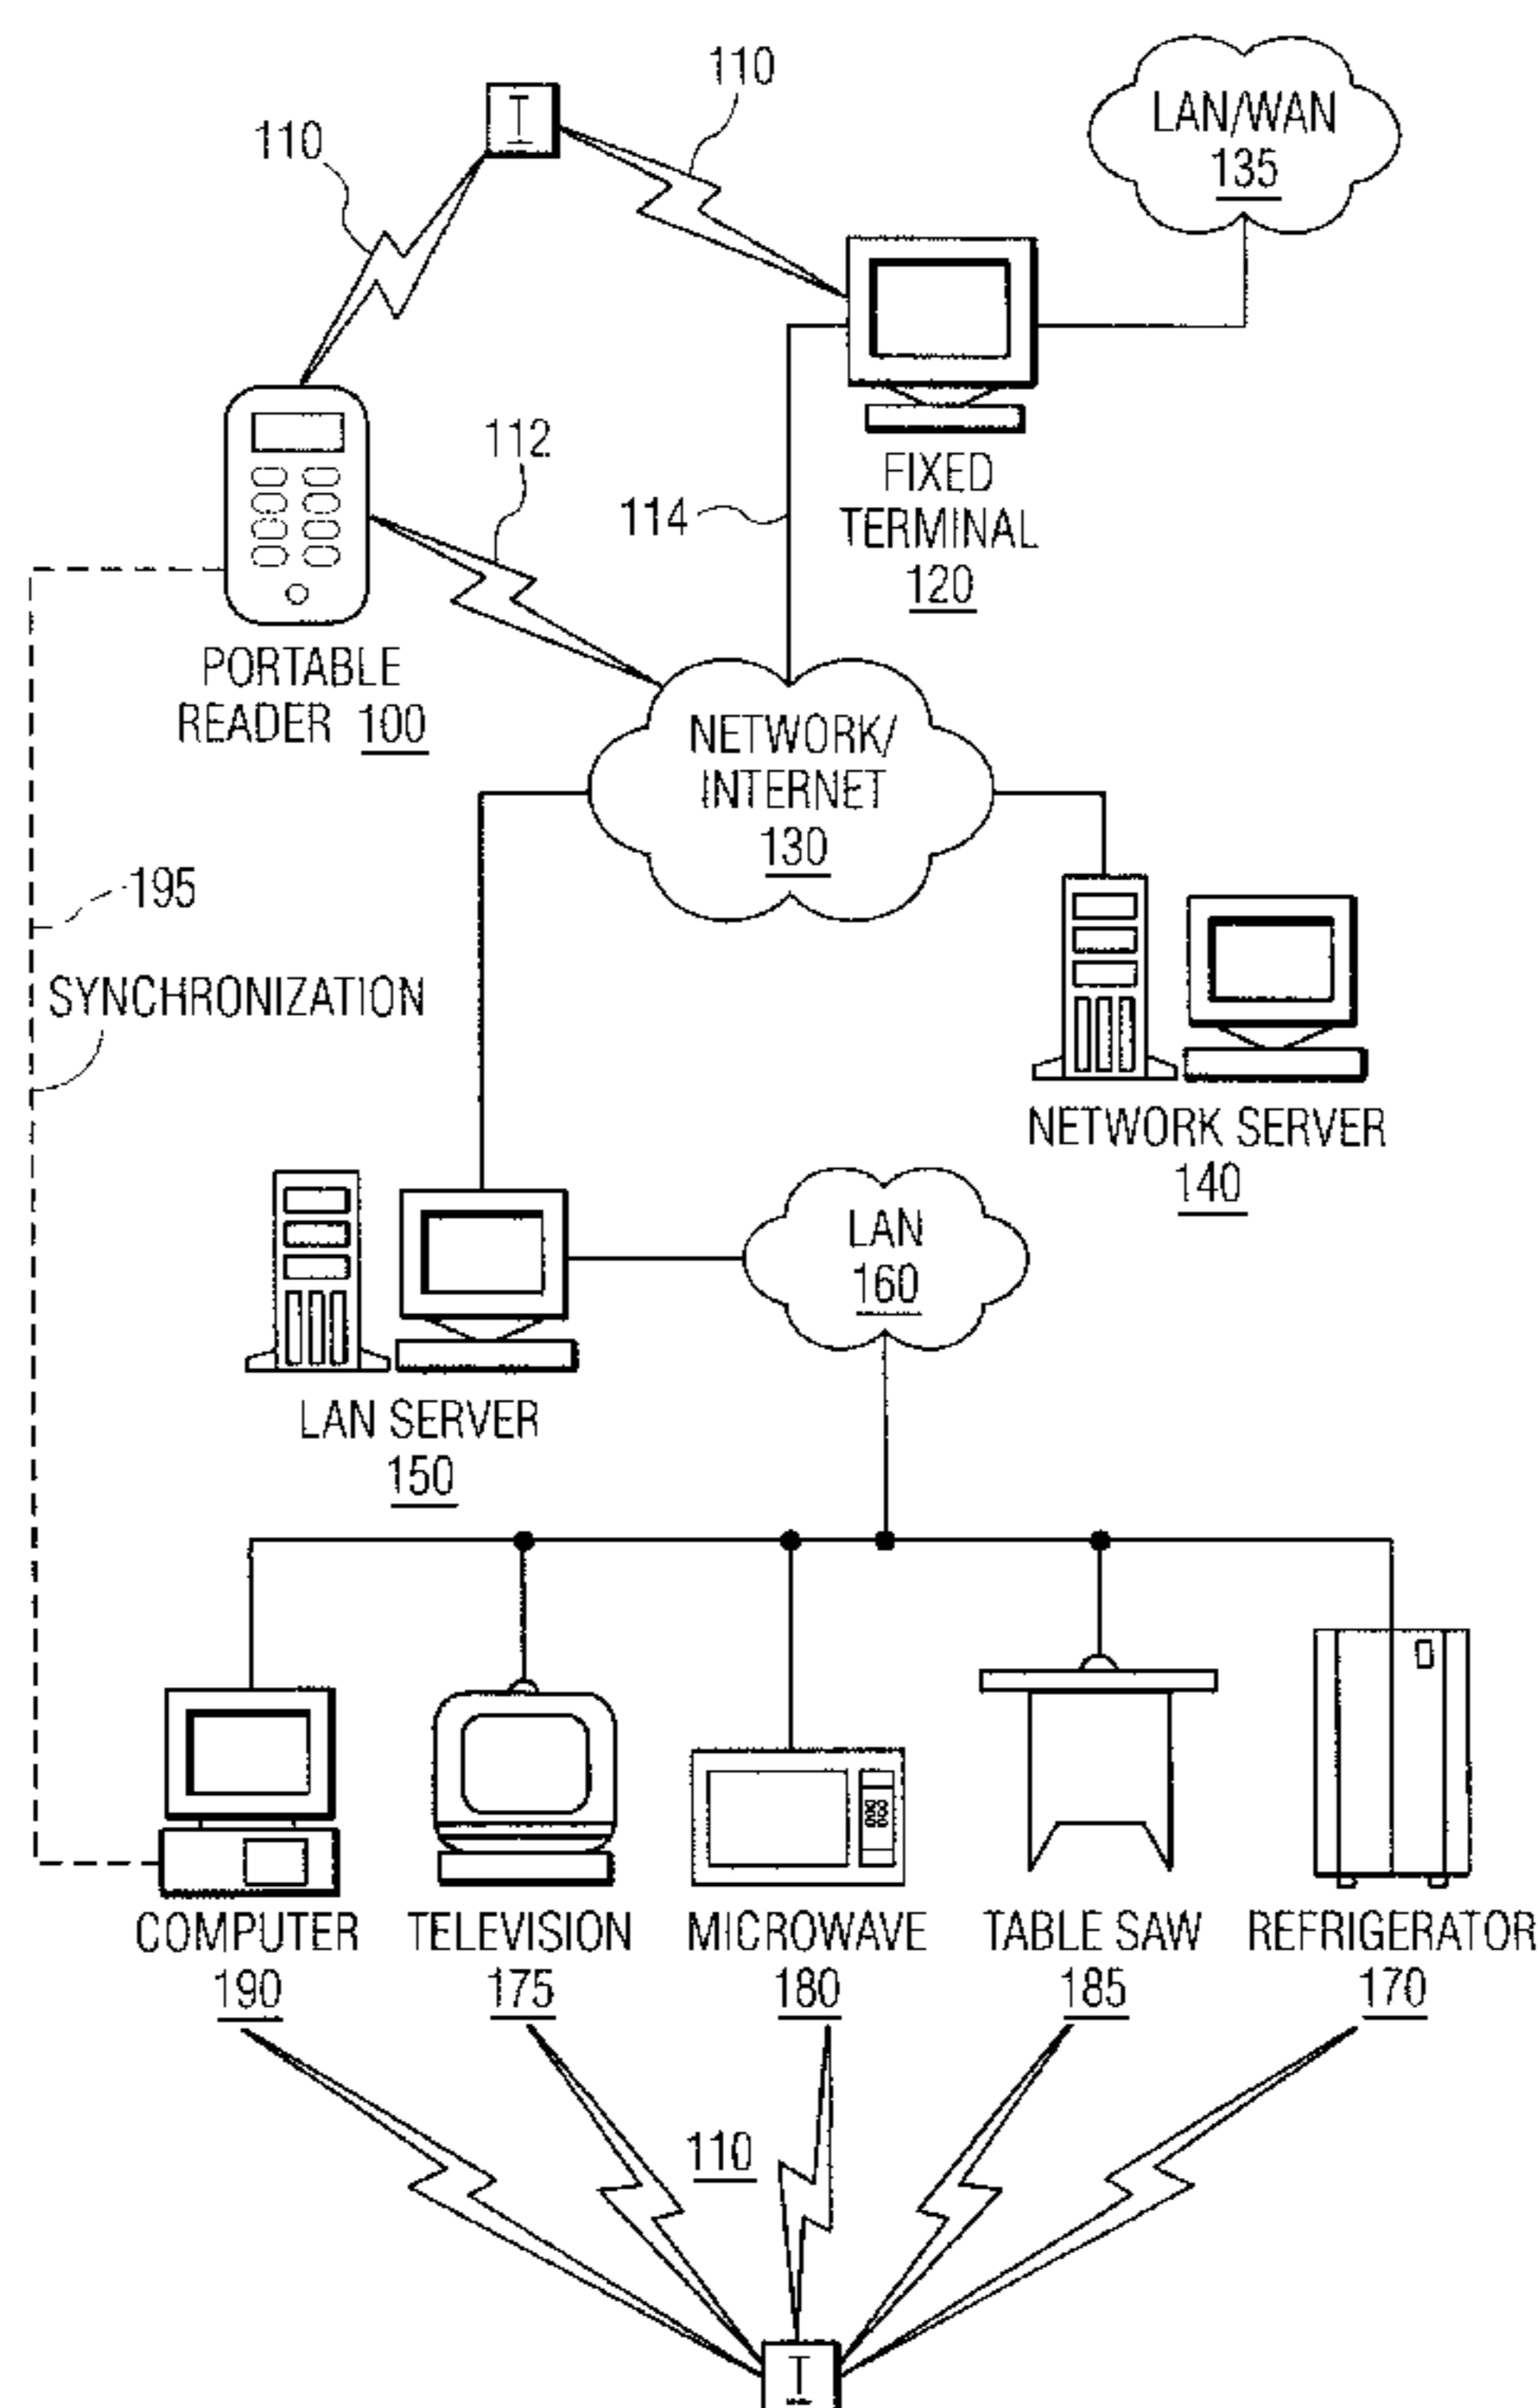 110
I
110
LAN/WAN
135
112
114
FIXED
TERMINAL
120
PORTABLE
READER 100
NETWORK/
INTERNET
130
195
SYNCHRONIZATION
NETWORK SERVER
140
LAN
160
LAN SERVER
150
COMPUTER
190
TELEVISION
175
MICROWAVE
180
TABLE SAW
185
REFRIGERATOR
170
110
I